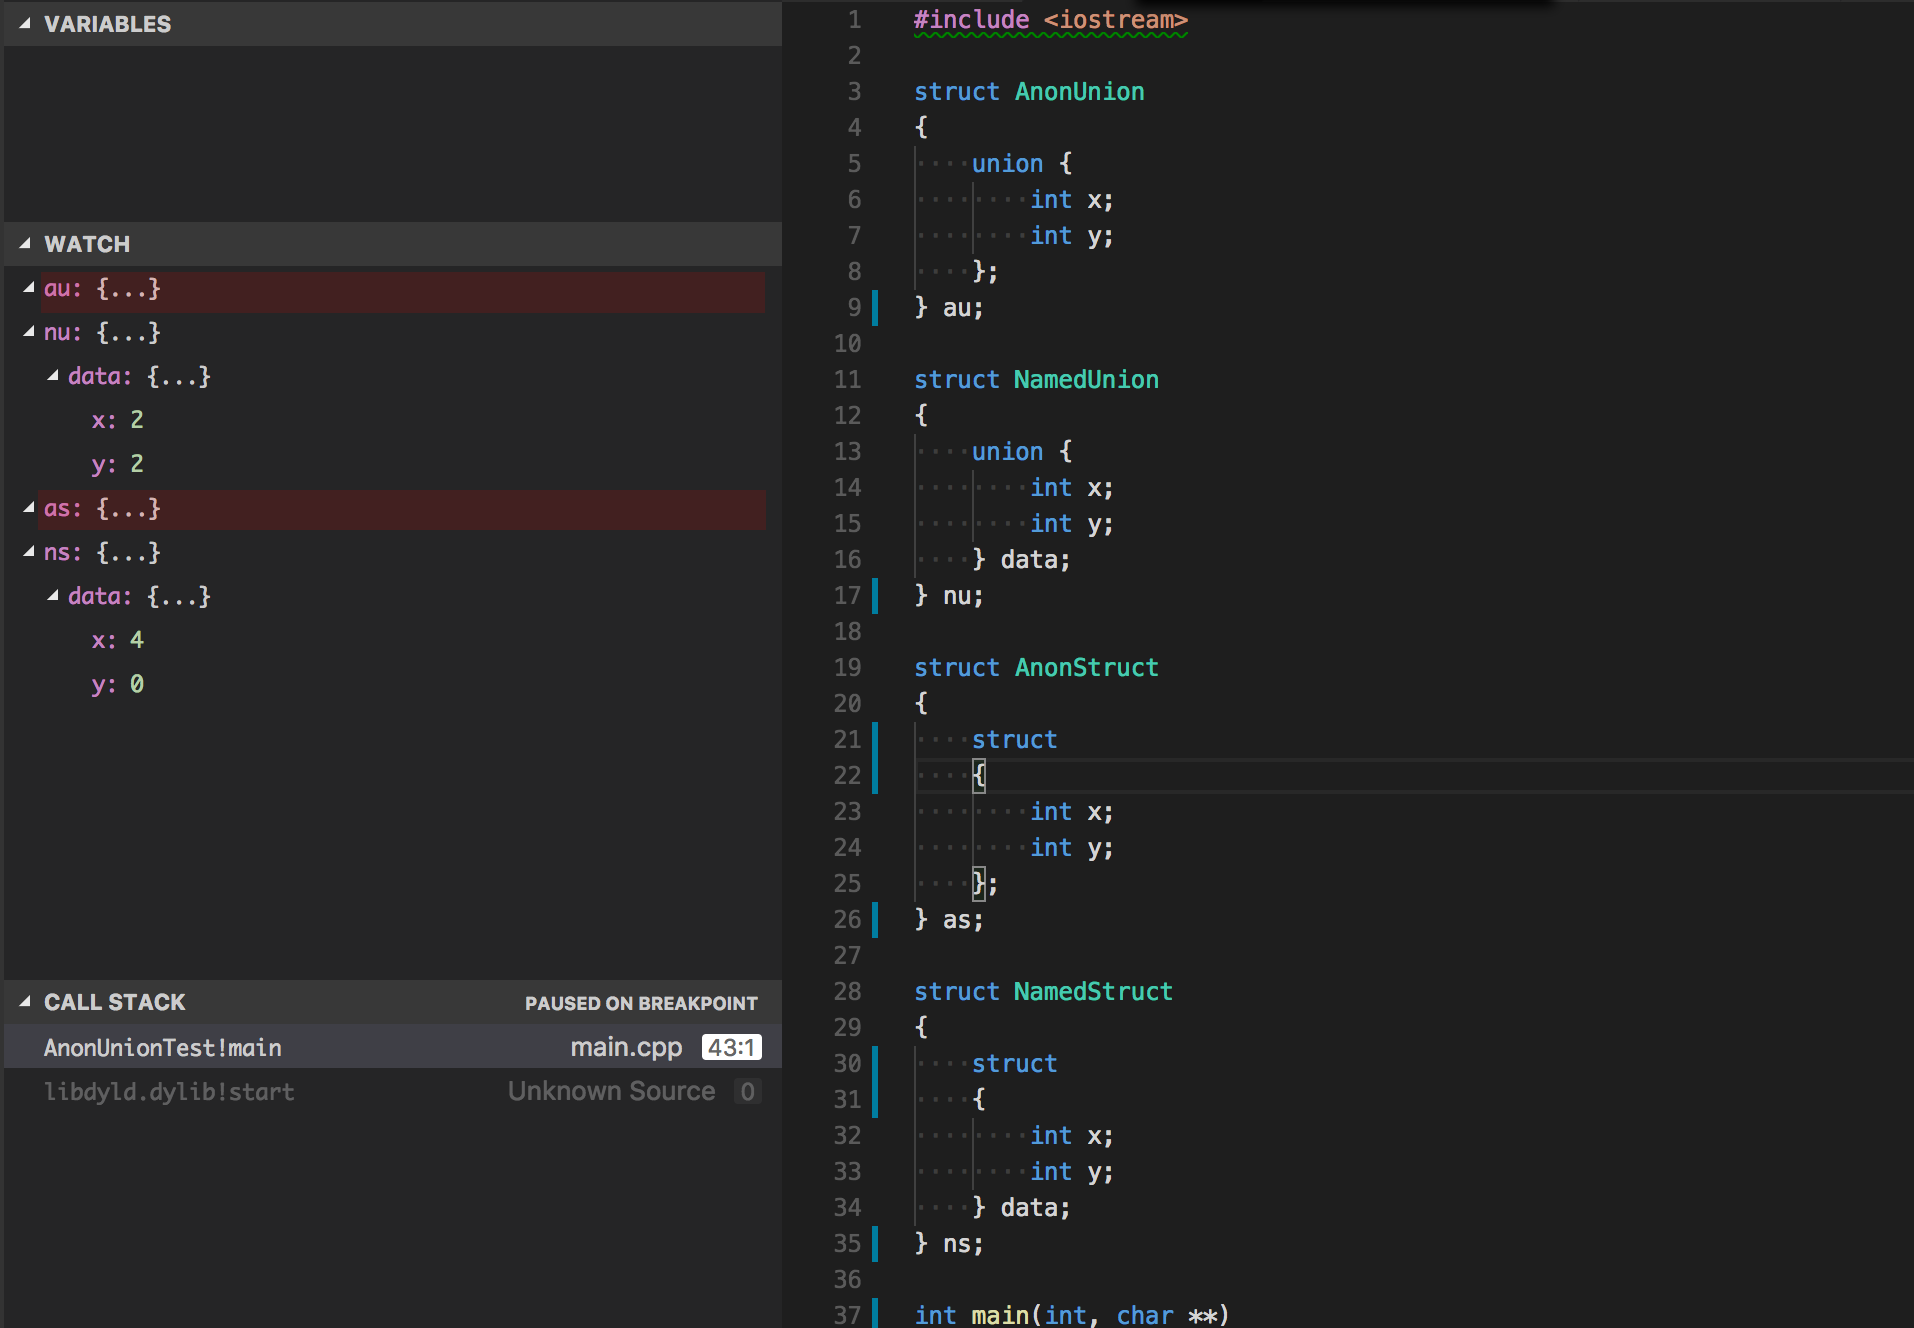 VARIABLES
WATCH
au: {...}
nu: {...}
data: {...}
x: 2
y: 2
as: {...}
ns: {...}
data: {...}
x: 4
y: 0
CALL STACK PAUSED ON BREAKPOINT
AnonUnionTest!main main.cpp 43:1
libdyld.dylib!start Unknown Source 0
1 #include <iostream>
2
3 struct AnonUnion
4 {
5 ····union {
6 ········int x;
7 ········int y;
8 ····};
9 } au;
10
11 struct NamedUnion
12 {
13 ····union {
14 ········int x;
15 ········int y;
16 ····} data;
17 } nu;
18
19 struct AnonStruct
20 {
21 ····struct
22 ····{
23 ········int x;
24 ········int y;
25 ····};
26 } as;
27
28 struct NamedStruct
29 {
30 ····struct
31 ····{
32 ········int x;
33 ········int y;
34 ····} data;
35 } ns;
36
37 int main(int, char **)